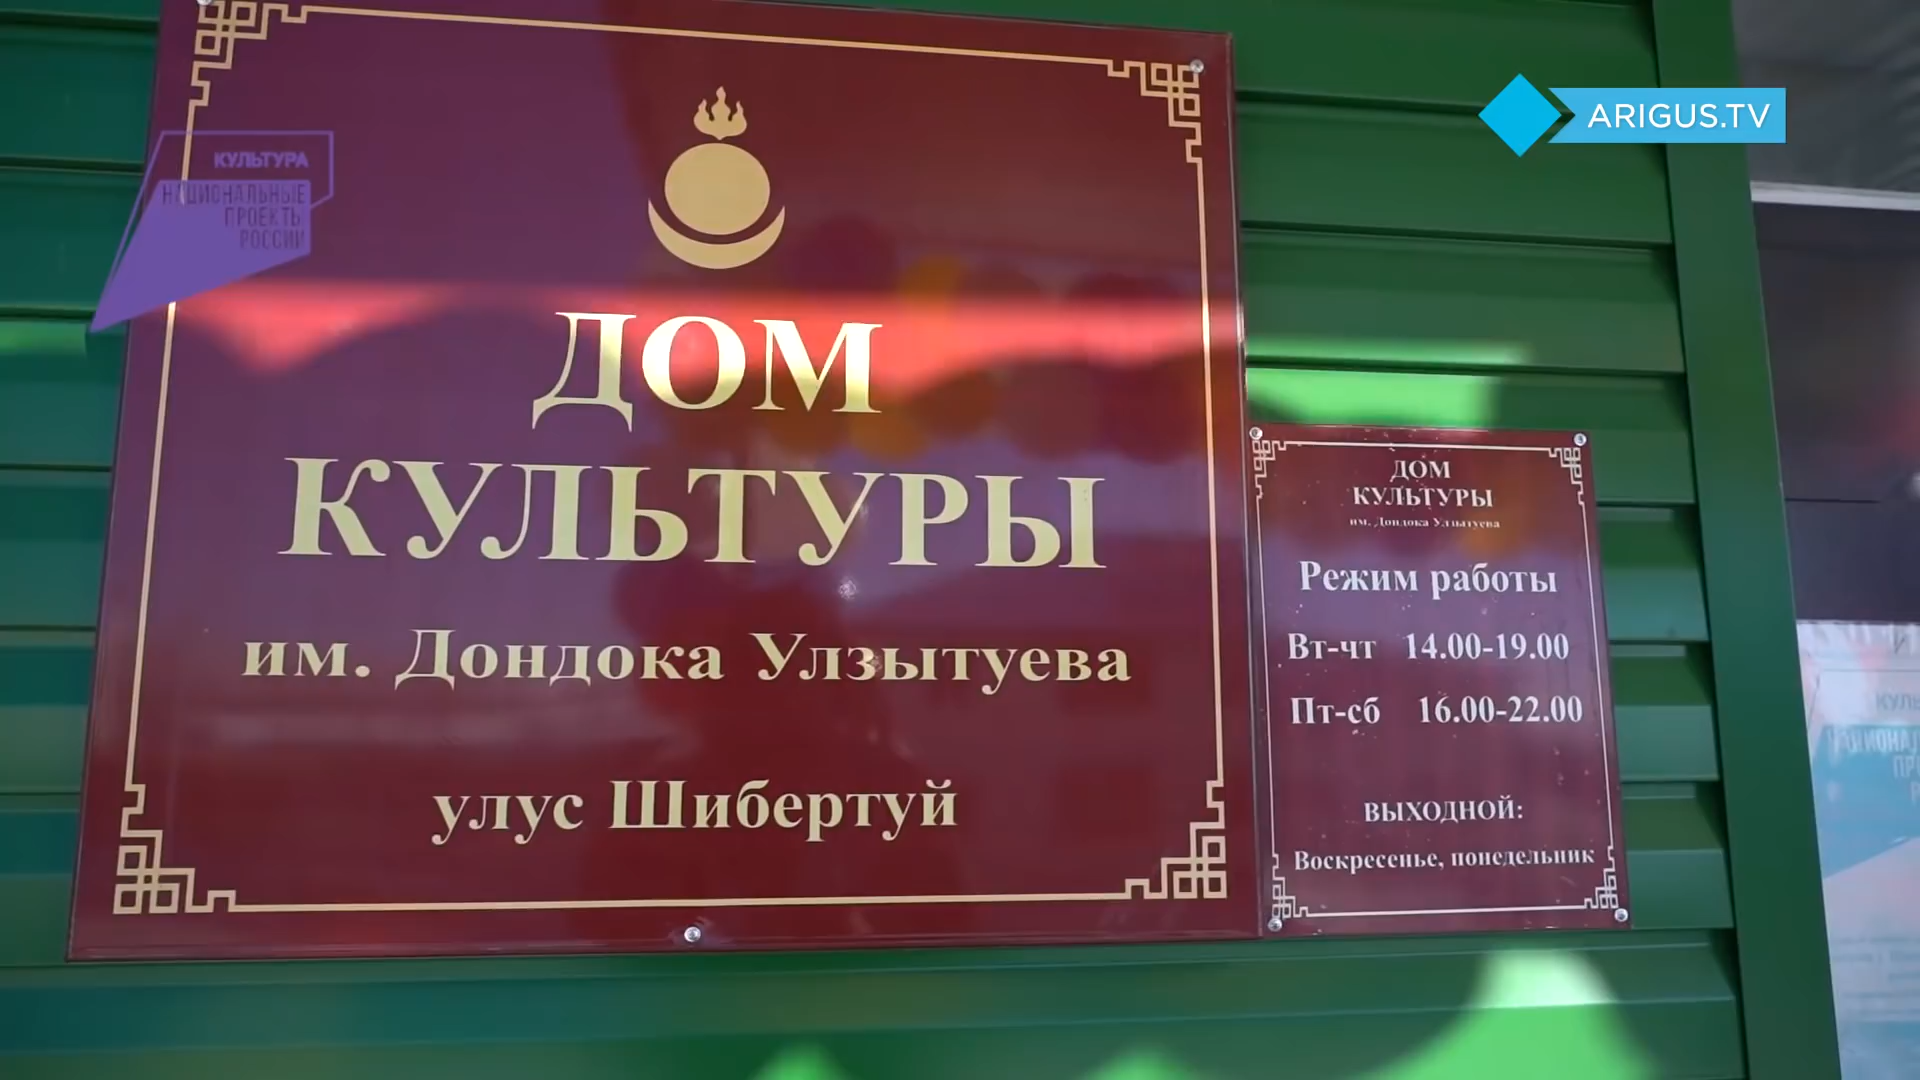 ARIGUS.TV
КУЛЬТУРА
НАЦИОНАЛЬНЫЕ
ПРОЕКТЫ
РОССИИ
ДОМ
КУЛЬТУРЫ
им. Дондока Улзытуева
улус Шибертуй
ДОМ
КУЛЬТУРЫ
им. Дондока Улзытуева
Режим работы
Вт-чт 14.00-19.00
Пт-сб 16.00-22.00
ВЫХОДНОЙ:
Воскресенье, понедельник